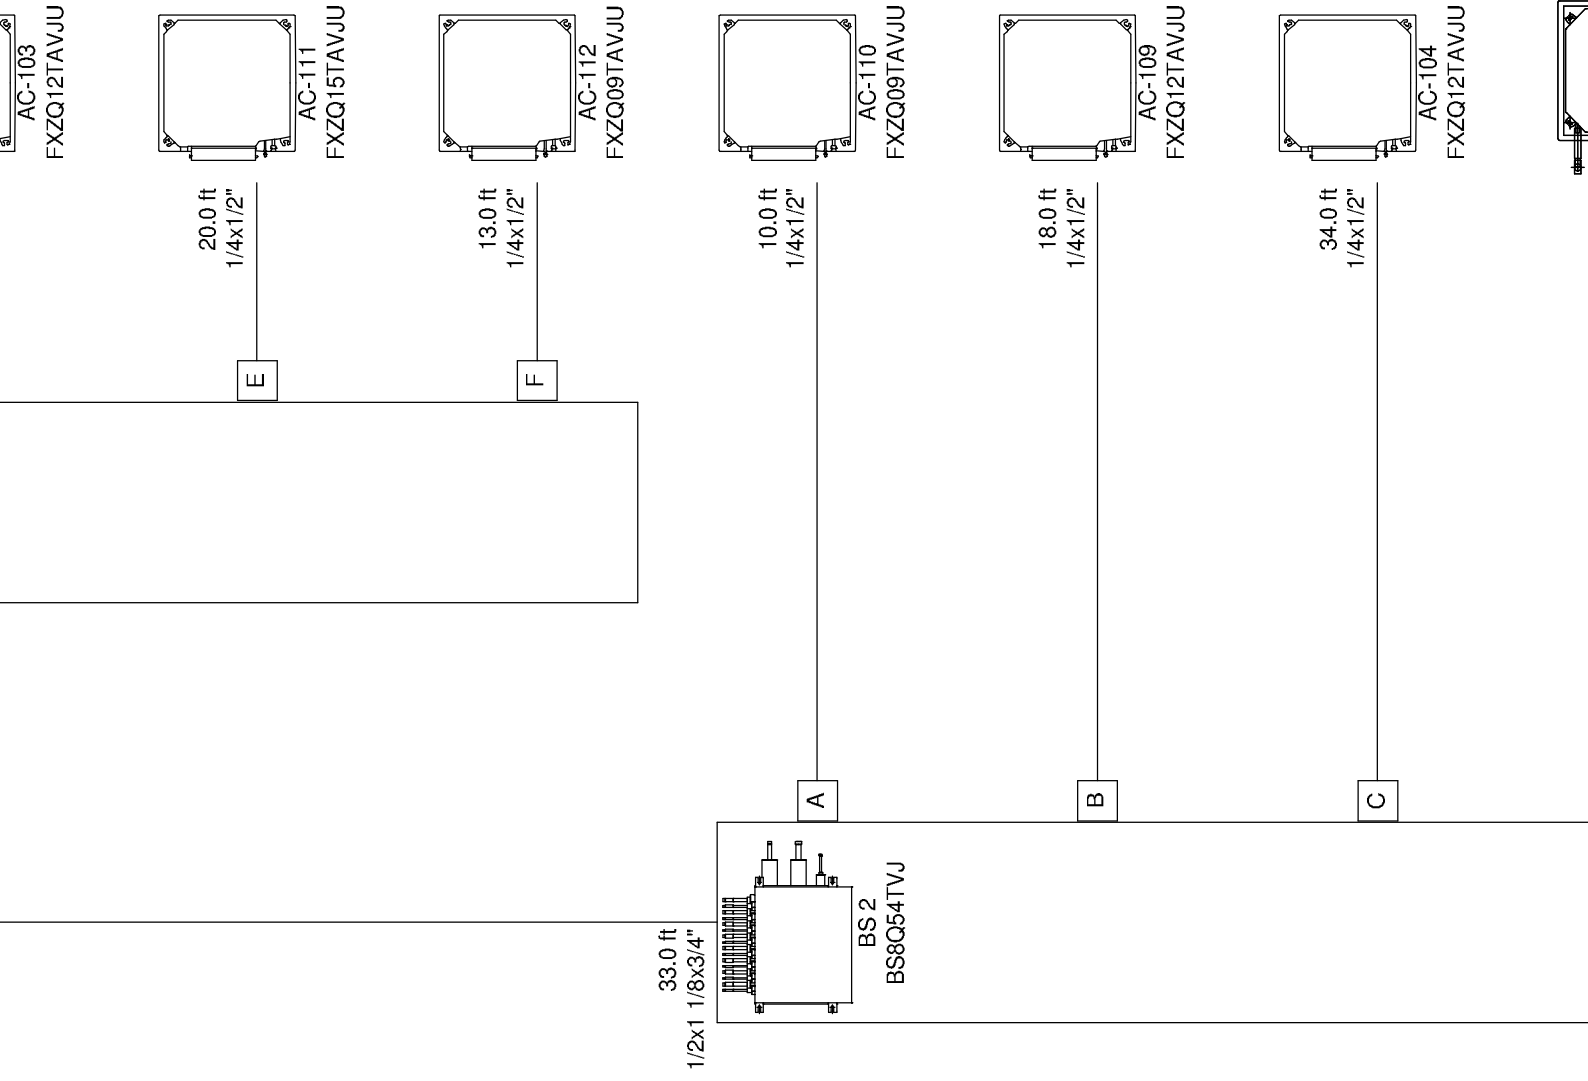 AC-103
FXZQ12TAVJU
AC-111
FXZQ15TAVJU
AC-112
FXZQ09TAVJU
AC-110
FXZQ09TAVJU
AC-109
FXZQ12TAVJU
AC-104
FXZQ12TAVJU
20.0 ft
1/4x1/2"
13.0 ft
1/4x1/2"
10.0 ft
1/4x1/2"
18.0 ft
1/4x1/2"
34.0 ft
1/4x1/2"
E
F
A
B
C
33.0 ft
1/2x1 1/8x3/4"
BS 2
BS8Q54TVJ